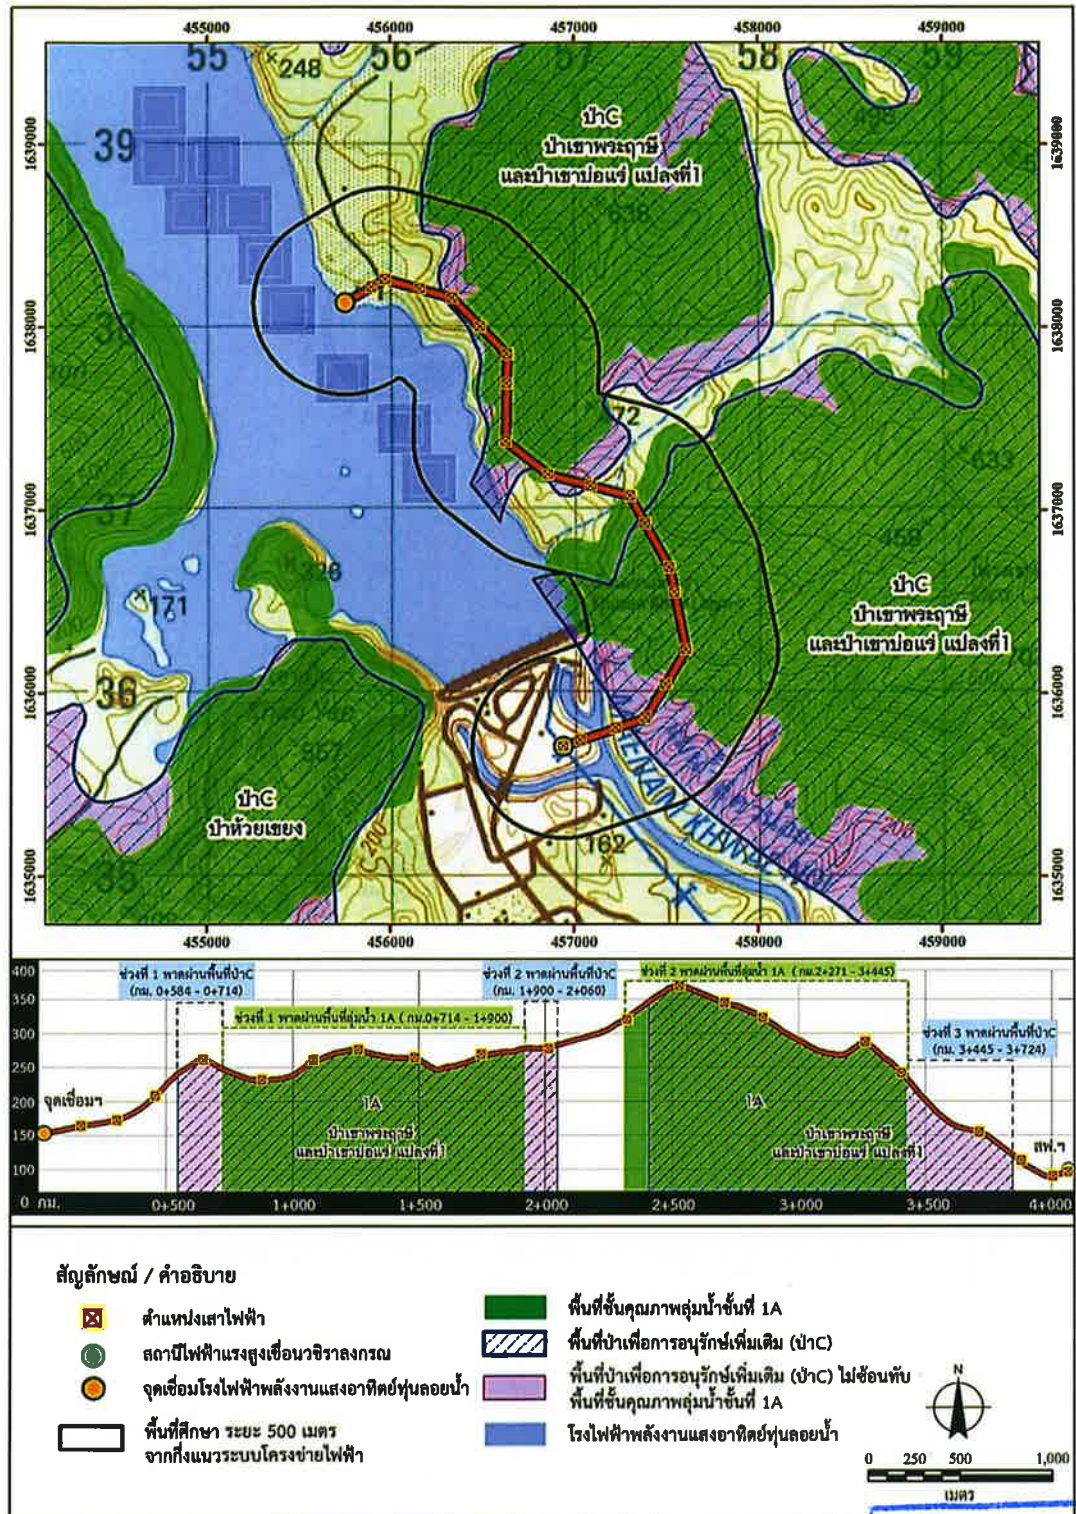 455000 456000 457000 458000 459000
55 56 57 58 59
248
1639000 39 1639000
ป่าC
ป่าเขาพระฤาษี
และป่าเขาบ่อแร่ แปลงที่1
638
1638000 38 1638000
72
433
1637000 37 1637000
458
326
171
ป่าC
ป่าเขาพระฤาษี
และป่าเขาบ่อแร่ แปลงที่1
1636000 36 1636000
ป่าC
ป่าห้วยเขยง
200
162
200
1635000 35 1635000
455000 456000 457000 458000 459000
400
350
300
250
200
150
100
0 กม. 0+500 1+000 1+500 2+000 2+500 3+000 3+500 4+000
ช่วงที่ 1 พาดผ่านพื้นที่ป่าC
(กม. 0+584 - 0+714)
ช่วงที่ 1 พาดผ่านพื้นที่ลุ่มน้ำ 1A ( กม.0+714 - 1+900)
ช่วงที่ 2 พาดผ่านพื้นที่ป่าC
(กม. 1+900 - 2+060)
ช่วงที่ 2 พาดผ่านพื้นที่ลุ่มน้ำ 1A ( กม.2+271 - 3+445)
ช่วงที่ 3 พาดผ่านพื้นที่ป่าC
(กม. 3+445 - 3+724)
จุดเชื่อมฯ
1A
ป่าเขาพระฤาษี
และป่าเขาบ่อแร่ แปลงที่1
1A
ป่าเขาพระฤาษี
และป่าเขาบ่อแร่ แปลงที่1
สฟ.ฯ
สัญลักษณ์ / คำอธิบาย
ตำแหน่งเสาไฟฟ้า
สถานีไฟฟ้าแรงสูงเขื่อนวชิราลงกรณ
จุดเชื่อมโรงไฟฟ้าพลังงานแสงอาทิตย์ทุ่นลอยน้ำ
พื้นที่ศึกษา ระยะ 500 เมตร
จากกึ่งแนวระบบโครงข่ายไฟฟ้า
พื้นที่ชั้นคุณภาพลุ่มน้ำชั้นที่ 1A
พื้นที่ป่าเพื่อการอนุรักษ์เพิ่มเติม (ป่าC)
พื้นที่ป่าเพื่อการอนุรักษ์เพิ่มเติม (ป่าC) ไม่ซ้อนทับ
พื้นที่ชั้นคุณภาพลุ่มน้ำชั้นที่ 1A
โรงไฟฟ้าพลังงานแสงอาทิตย์ทุ่นลอยน้ำ
N
0 250 500 1,000
เมตร